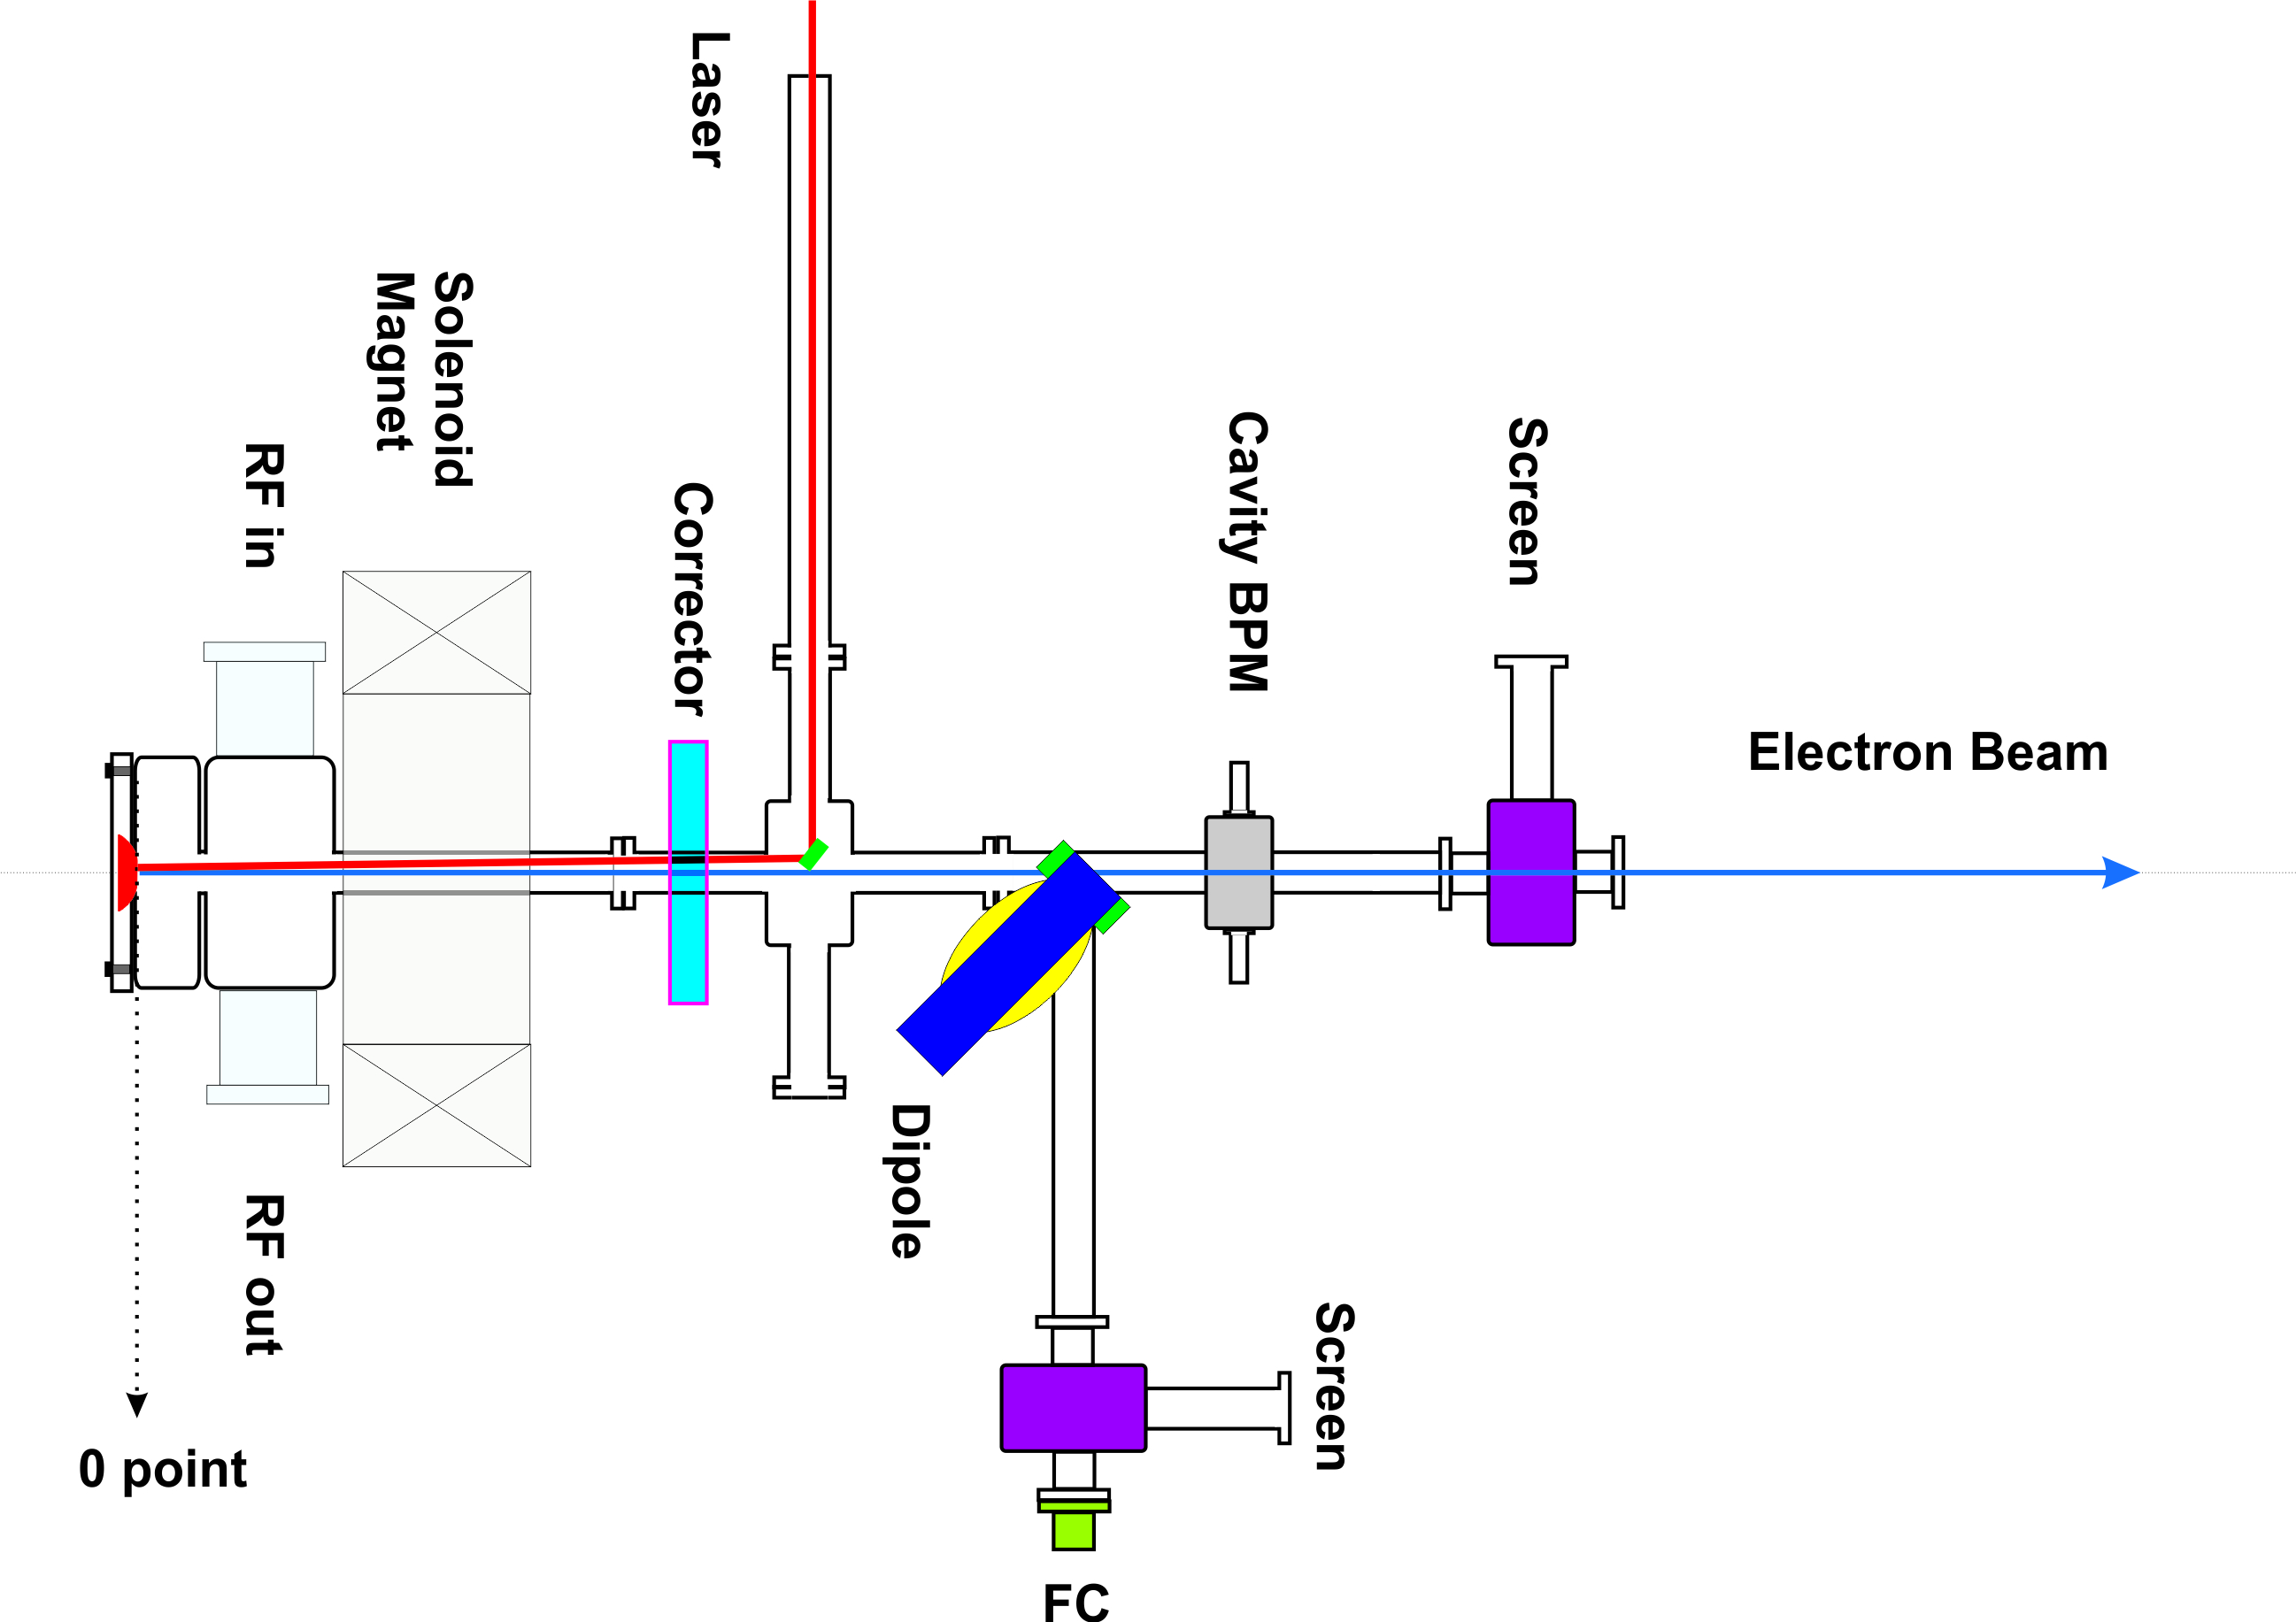 Laser
Solenoid
Magnet
RF in
Corrector
Cavity BPM
Screen
Electron Beam
Dipole
RF out
Screen
0 point
FC